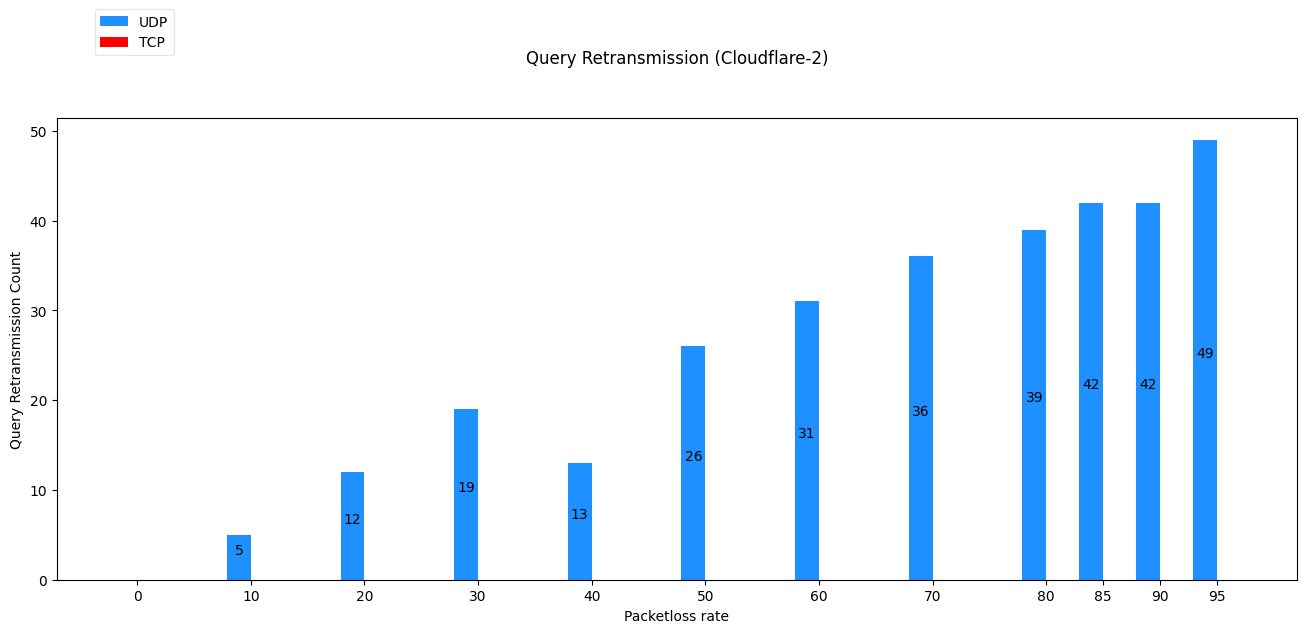 UDP
TCP
Query Retransmission (Cloudflare-2)
Query Retransmission Count
50
40
30
20
10
0
5
12
19
13
26
31
36
39
42
42
49
0 10 20 30 40 50 60 70 80 85 90 95
Packetloss rate